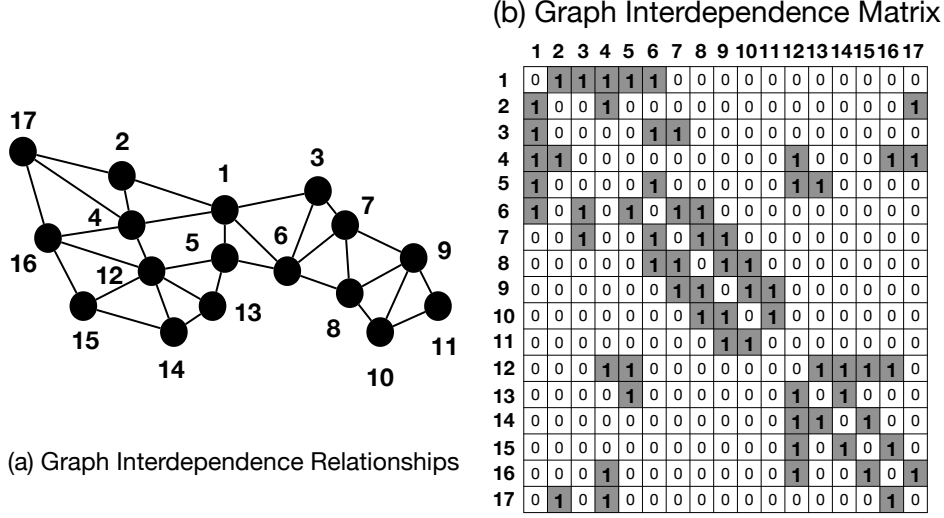 (b) Graph Interdependence Matrix
1 2 3 4 5 6 7 8 9 10 11 12 13 14 15 16 17
1 0 1 1 1 1 1 0 0 0 0 0 0 0 0 0 0 0
2 1 0 0 1 0 0 0 0 0 0 0 0 0 0 0 0 1
3 1 0 0 0 0 1 1 0 0 0 0 0 0 0 0 0 0
4 1 1 0 0 0 0 0 0 0 0 0 1 0 0 0 1 1
5 1 0 0 0 0 1 0 0 0 0 0 1 1 0 0 0 0
6 1 0 1 0 1 0 1 1 0 0 0 0 0 0 0 0 0
7 0 0 1 0 0 1 0 1 1 0 0 0 0 0 0 0 0
8 0 0 0 0 0 1 1 0 1 1 0 0 0 0 0 0 0
9 0 0 0 0 0 0 1 1 0 1 1 0 0 0 0 0 0
10 0 0 0 0 0 0 0 1 1 0 1 0 0 0 0 0 0
11 0 0 0 0 0 0 0 0 1 1 0 0 0 0 0 0 0
12 0 0 0 1 1 0 0 0 0 0 0 0 1 1 1 1 0
13 0 0 0 0 1 0 0 0 0 0 0 1 0 1 0 0 0
14 0 0 0 0 0 0 0 0 0 0 0 1 1 0 1 0 0
15 0 0 0 0 0 0 0 0 0 0 0 1 0 1 0 1 0
16 0 0 0 1 0 0 0 0 0 0 0 1 0 0 1 0 1
17 0 1 0 1 0 0 0 0 0 0 0 0 0 0 0 1 0
17
2
1
3
4
5
6
7
16
12
9
15
13
8
14
10
11
(a) Graph Interdependence Relationships